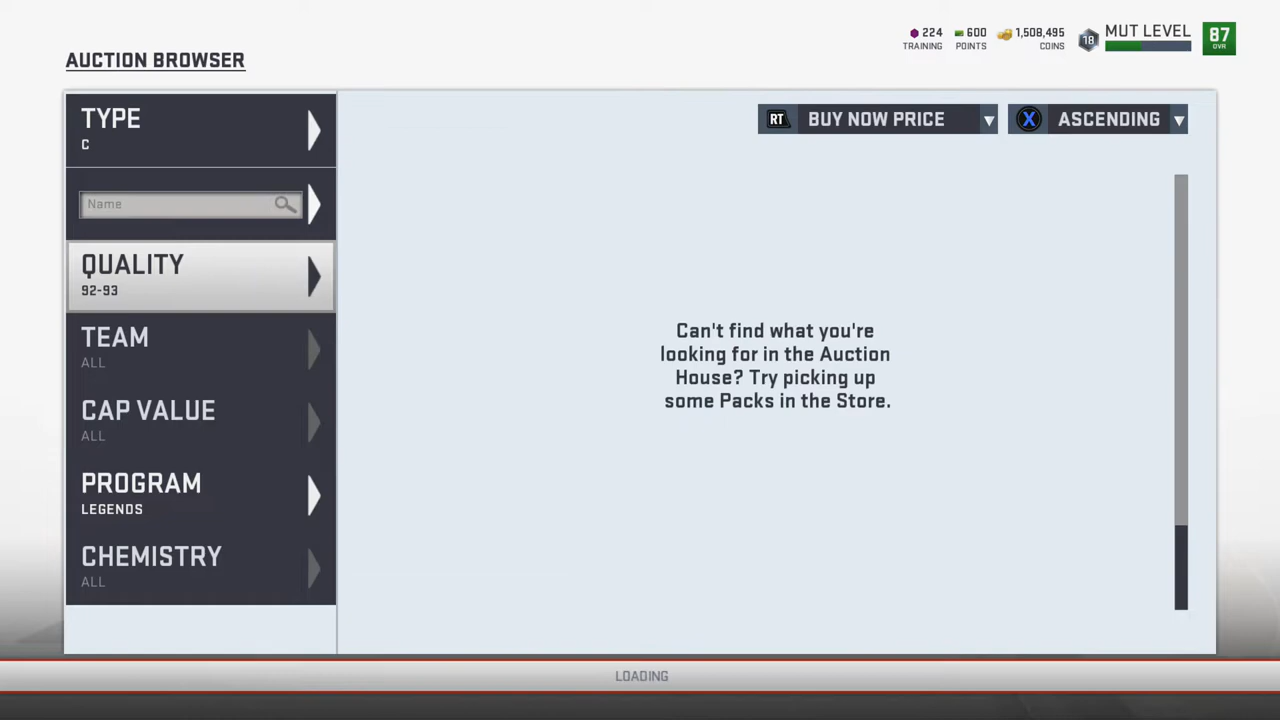 AUCTION BROWSER
224
TRAINING
600
POINTS
1,508,495
COINS
18
MUT LEVEL
87
OVR
TYPE
C
Name
QUALITY
92-93
TEAM
ALL
CAP VALUE
ALL
PROGRAM
LEGENDS
CHEMISTRY
ALL
RT BUY NOW PRICE
X ASCENDING
Can't find what you're
looking for in the Auction
House? Try picking up
some Packs in the Store.
LOADING